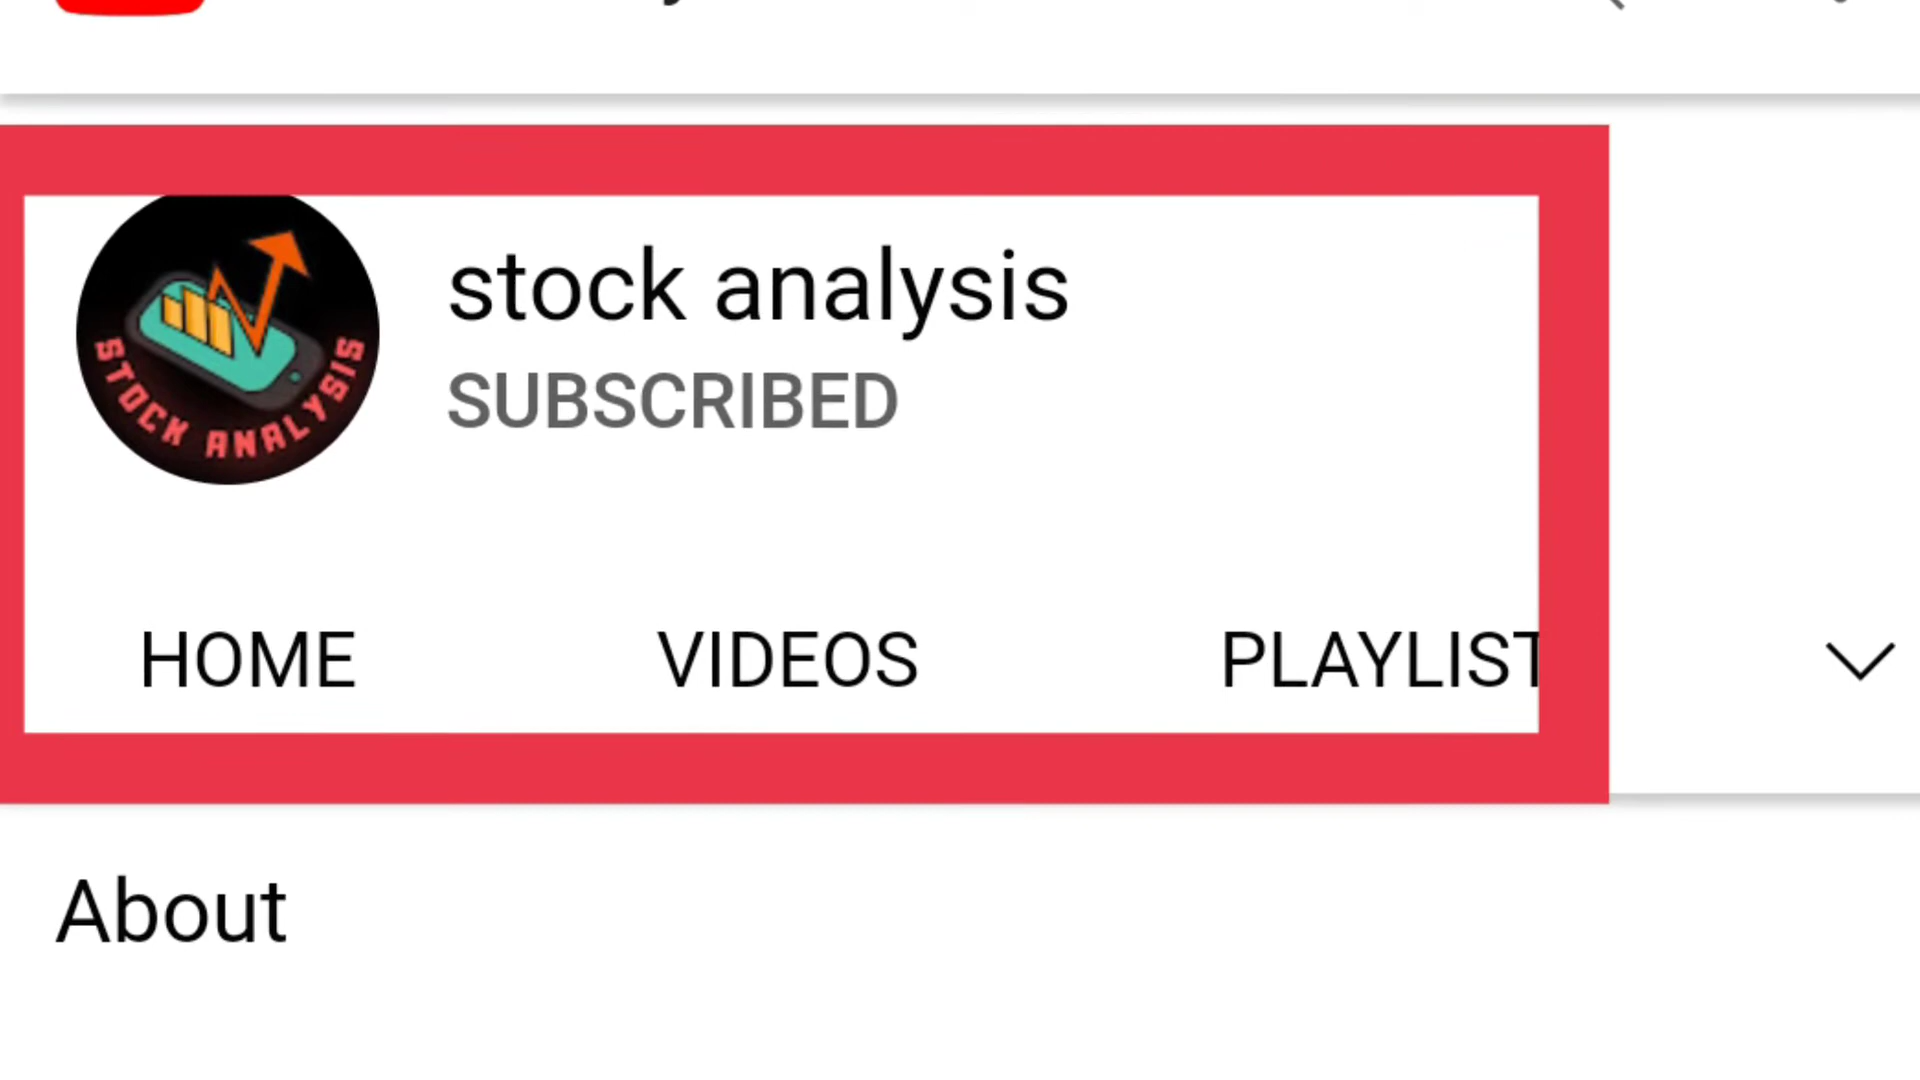 stock analysis
SUBSCRIBED
STOCK ANALYSIS
HOME VIDEOS PLAYLIST
About